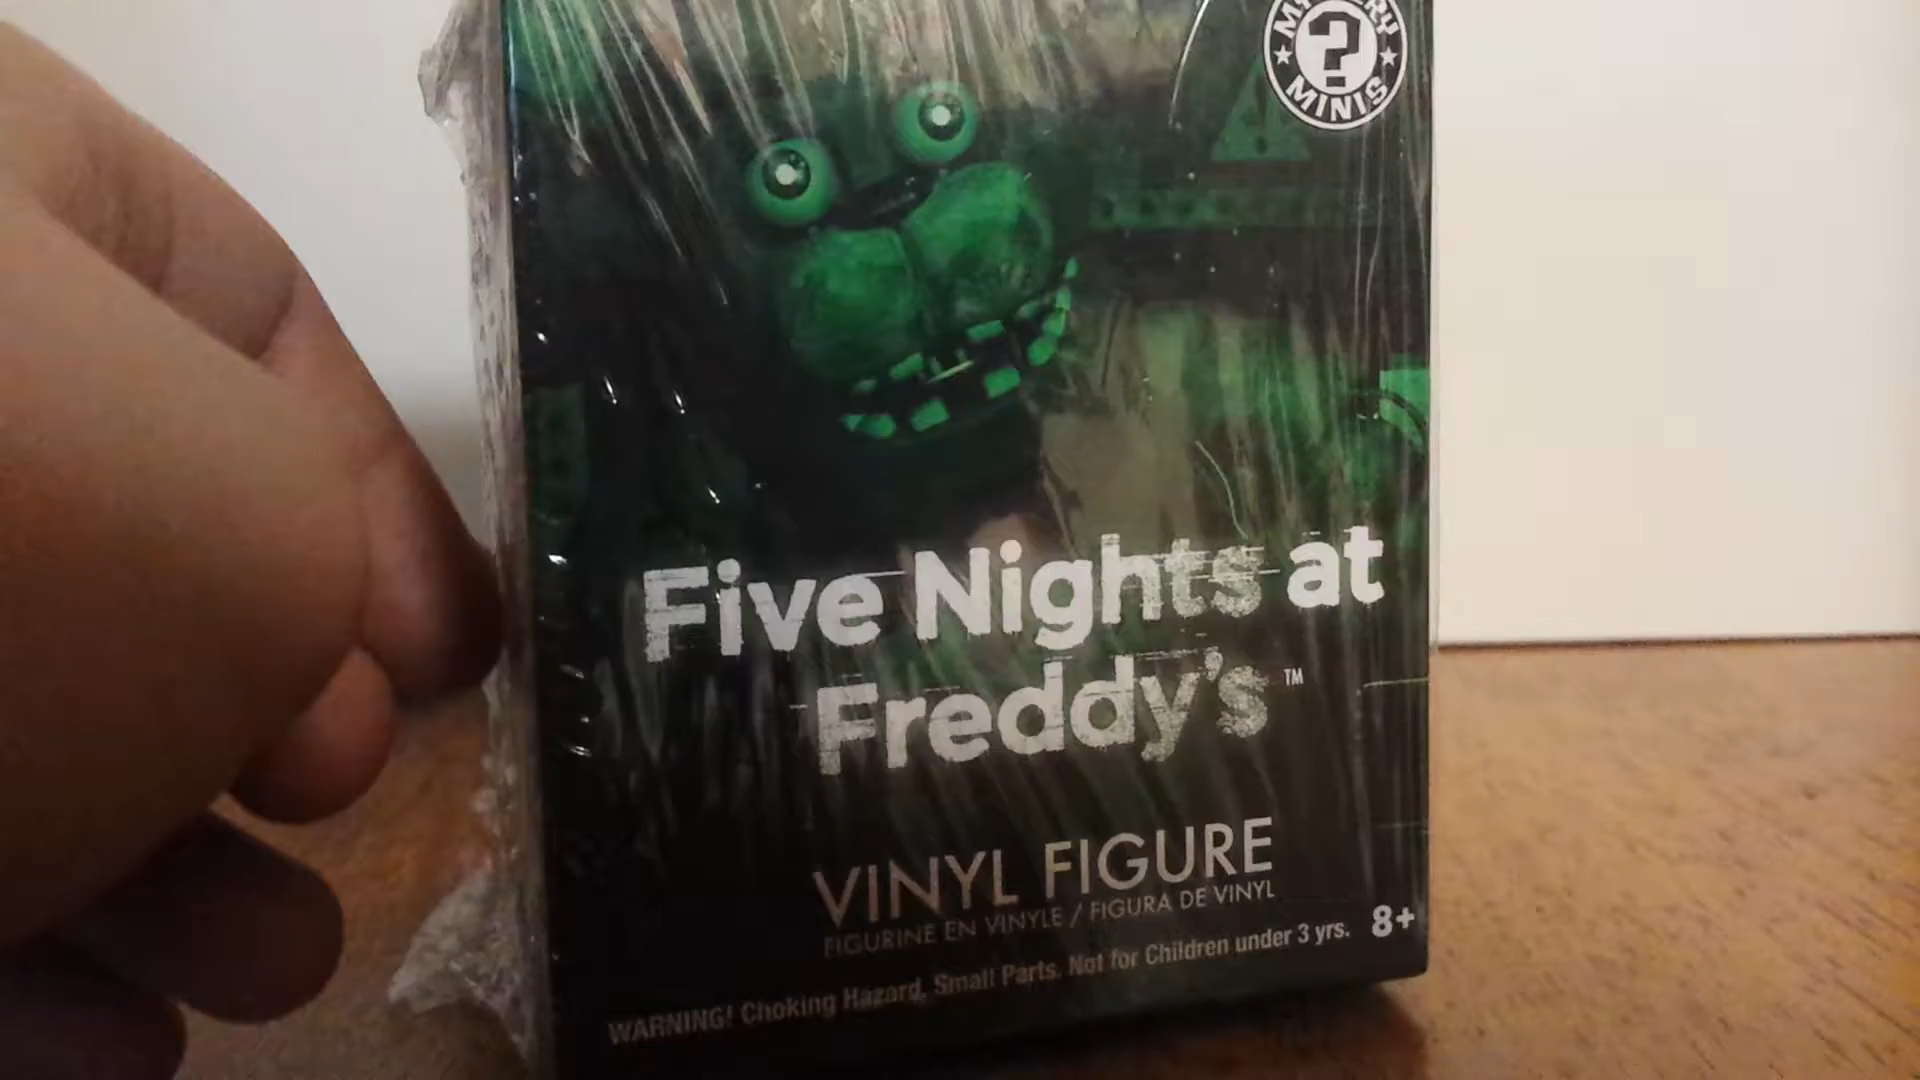 MYSTERY
?
MINIS
Five Nights at
Freddy's™
VINYL FIGURE
FIGURINE EN VINYLE / FIGURA DE VINYL
WARNING! Choking Hazard, Small Parts. Not for Children under 3 yrs. 8+